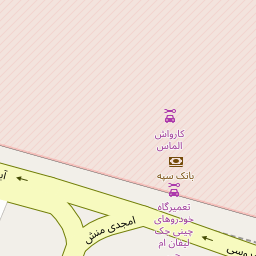 کارواش
الماس
بانک سپه
تعمیرگاه
خودروهای
چینی جک
لیفان ام
امجدی منش